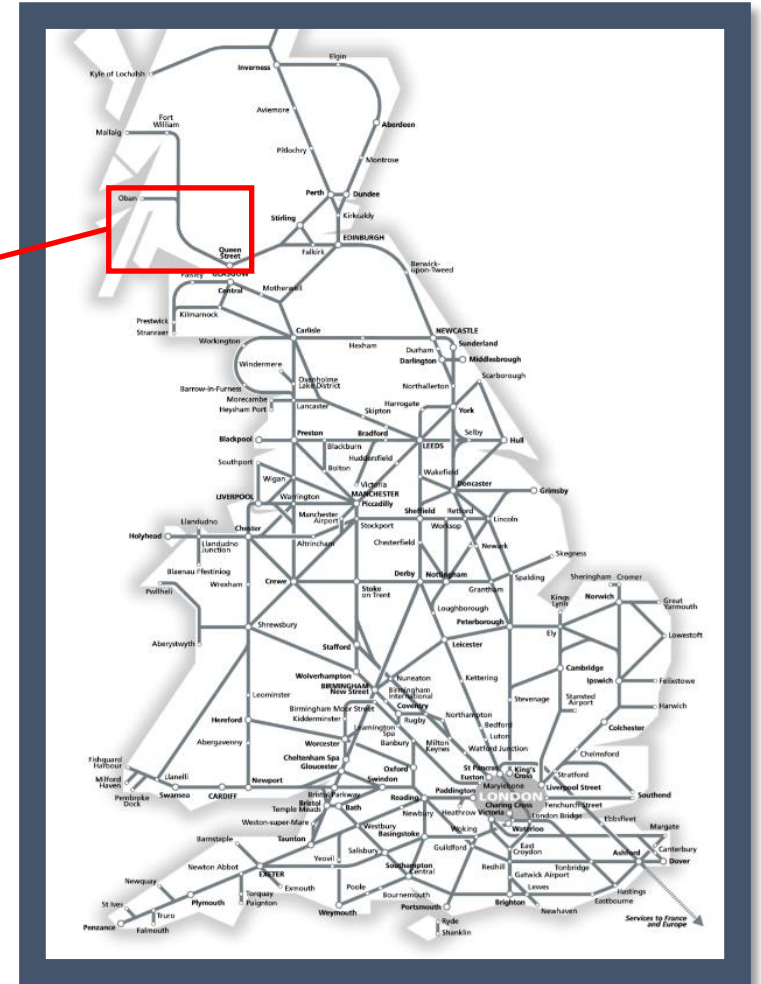 Elgin
Inverness
Kyle of Lochalsh
Aviemore
Aberdeen
Fort
William
Mallaig
Pitlochry
Montrose
Perth
Dundee
Oban
Stirling
Kirkcaldy
EDINBURGH
Queen
Street
Falkirk
Berwick-
upon-Tweed
Paisley
GLASGOW
Central
Motherwell
Prestwick
Kilmarnock
Stranraer
Carlisle
NEWCASTLE
Workington
Hexham
Sunderland
Durham
Darlington
Middlesbrough
Windermere
Scarborough
Oxenholme
Lake District
Barrow-in-Furness
Northallerton
Morecambe
Lancaster
Harrogate
York
Heysham Port
Skipton
Preston
Bradford
Selby
Blackpool
Blackburn
LEEDS
Hull
Southport
Huddersfield
Bolton
Wakefield
Wigan
Victoria
Doncaster
MANCHESTER
Grimsby
LIVERPOOL
Warrington
Piccadilly
Sheffield
Retford
Llandudno
Manchester
Airport
Lincoln
Holyhead
Chester
Stockport
Worksop
Llandudno
Junction
Altrincham
Chesterfield
Newark
Skegness
Blaenau Ffestiniog
Derby
Nottingham
Spalding
Sheringham
Cromer
Pwllheli
Wrexham
Crewe
Stoke
on Trent
Grantham
Kings
Lynn
Norwich
Great
Yarmouth
Loughborough
Peterborough
Shrewsbury
Ely
Lowestoft
Aberystwyth
Stafford
Leicester
Wolverhampton
Nuneaton
Kettering
Cambridge
BIRMINGHAM
New Street
Birmingham
International
Ipswich
Felixstowe
Leominster
Stevenage
Stansted
Airport
Birmingham Moor Street
Coventry
Harwich
Kidderminster
Rugby
Northampton
Hereford
Leamington
Spa
Bedford
Colchester
Worcester
Banbury
Milton
Keynes
Luton
Abergavenny
Watford Junction
Chelmsford
Cheltenham Spa
Fishguard
Harbour
Gloucester
Oxford
St Pancras
King's
Cross
Stratford
Milford
Haven
Llanelli
Newport
Swindon
Euston
Marylebone
Liverpool Street
Pembroke
Dock
Swansea
CARDIFF
Bristol Parkway
Reading
Paddington
LONDON
Southend
Bristol
Temple Meads
Bath
Charing Cross
Fenchurch Street
Newbury
Heathrow
Victoria
London Bridge
Ebbsfleet
Weston-super-Mare
Westbury
Waterloo
Margate
Barnstaple
Taunton
Basingstoke
Woking
Salisbury
Guildford
East
Croydon
Canterbury
Newton Abbot
Yeovil
Southampton
Central
Redhill
Tonbridge
Ashford
Dover
EXETER
Gatwick Airport
Newquay
Exmouth
Poole
Lewes
Hastings
St Ives
Plymouth
Torquay
Paignton
Bournemouth
Brighton
Eastbourne
Truro
Weymouth
Portsmouth
Newhaven
Penzance
Falmouth
Ryde
Shanklin
Services to France
and Europe